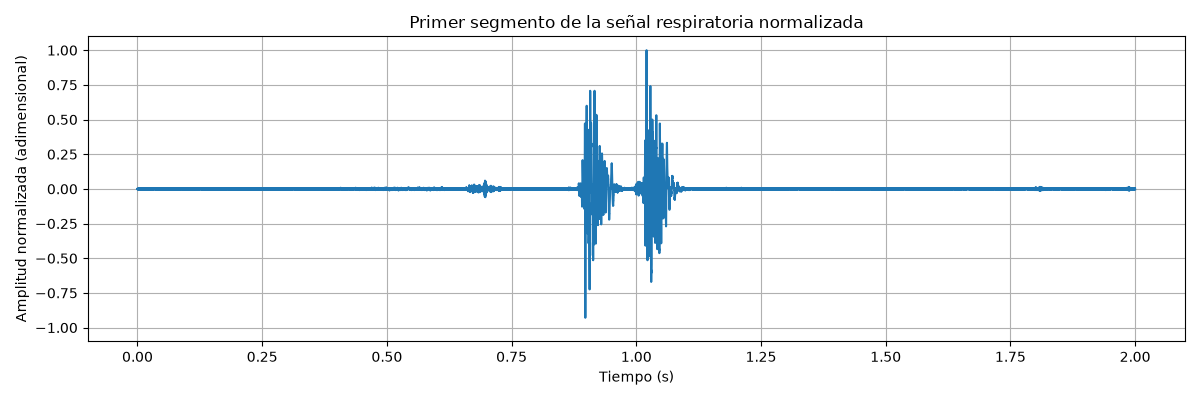 Primer segmento de la señal respiratoria normalizada
Amplitud normalizada (adimensional)
1.00
0.75
0.50
0.25
0.00
−0.25
−0.50
−0.75
−1.00
0.00 0.25 0.50 0.75 1.00 1.25 1.50 1.75 2.00
Tiempo (s)